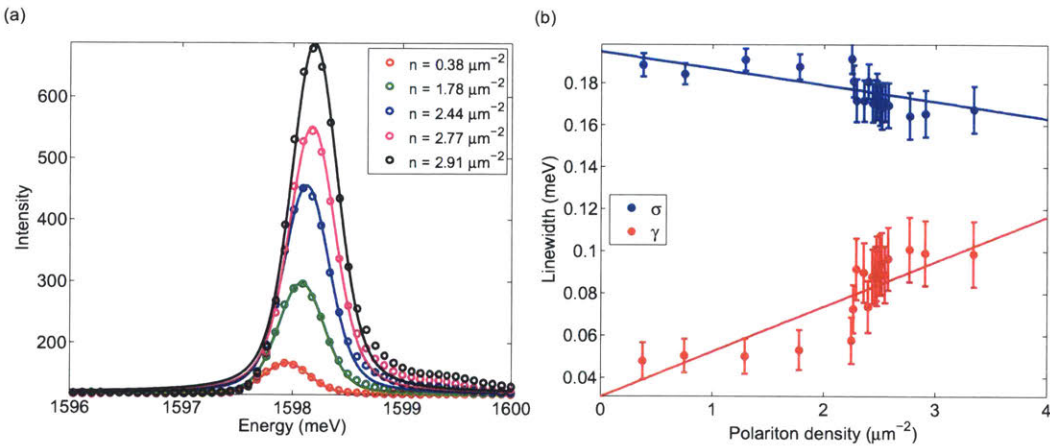 (a)
600
500
400
300
200
Intensity
1596
1597
1598
1599
1600
Energy (meV)
n = 0.38 μm⁻²
n = 1.78 μm⁻²
n = 2.44 μm⁻²
n = 2.77 μm⁻²
n = 2.91 μm⁻²
(b)
0.18
0.16
0.14
0.12
0.1
0.08
0.06
0.04
Linewidth (meV)
σ
γ
0
1
2
3
4
Polariton density (μm⁻²)